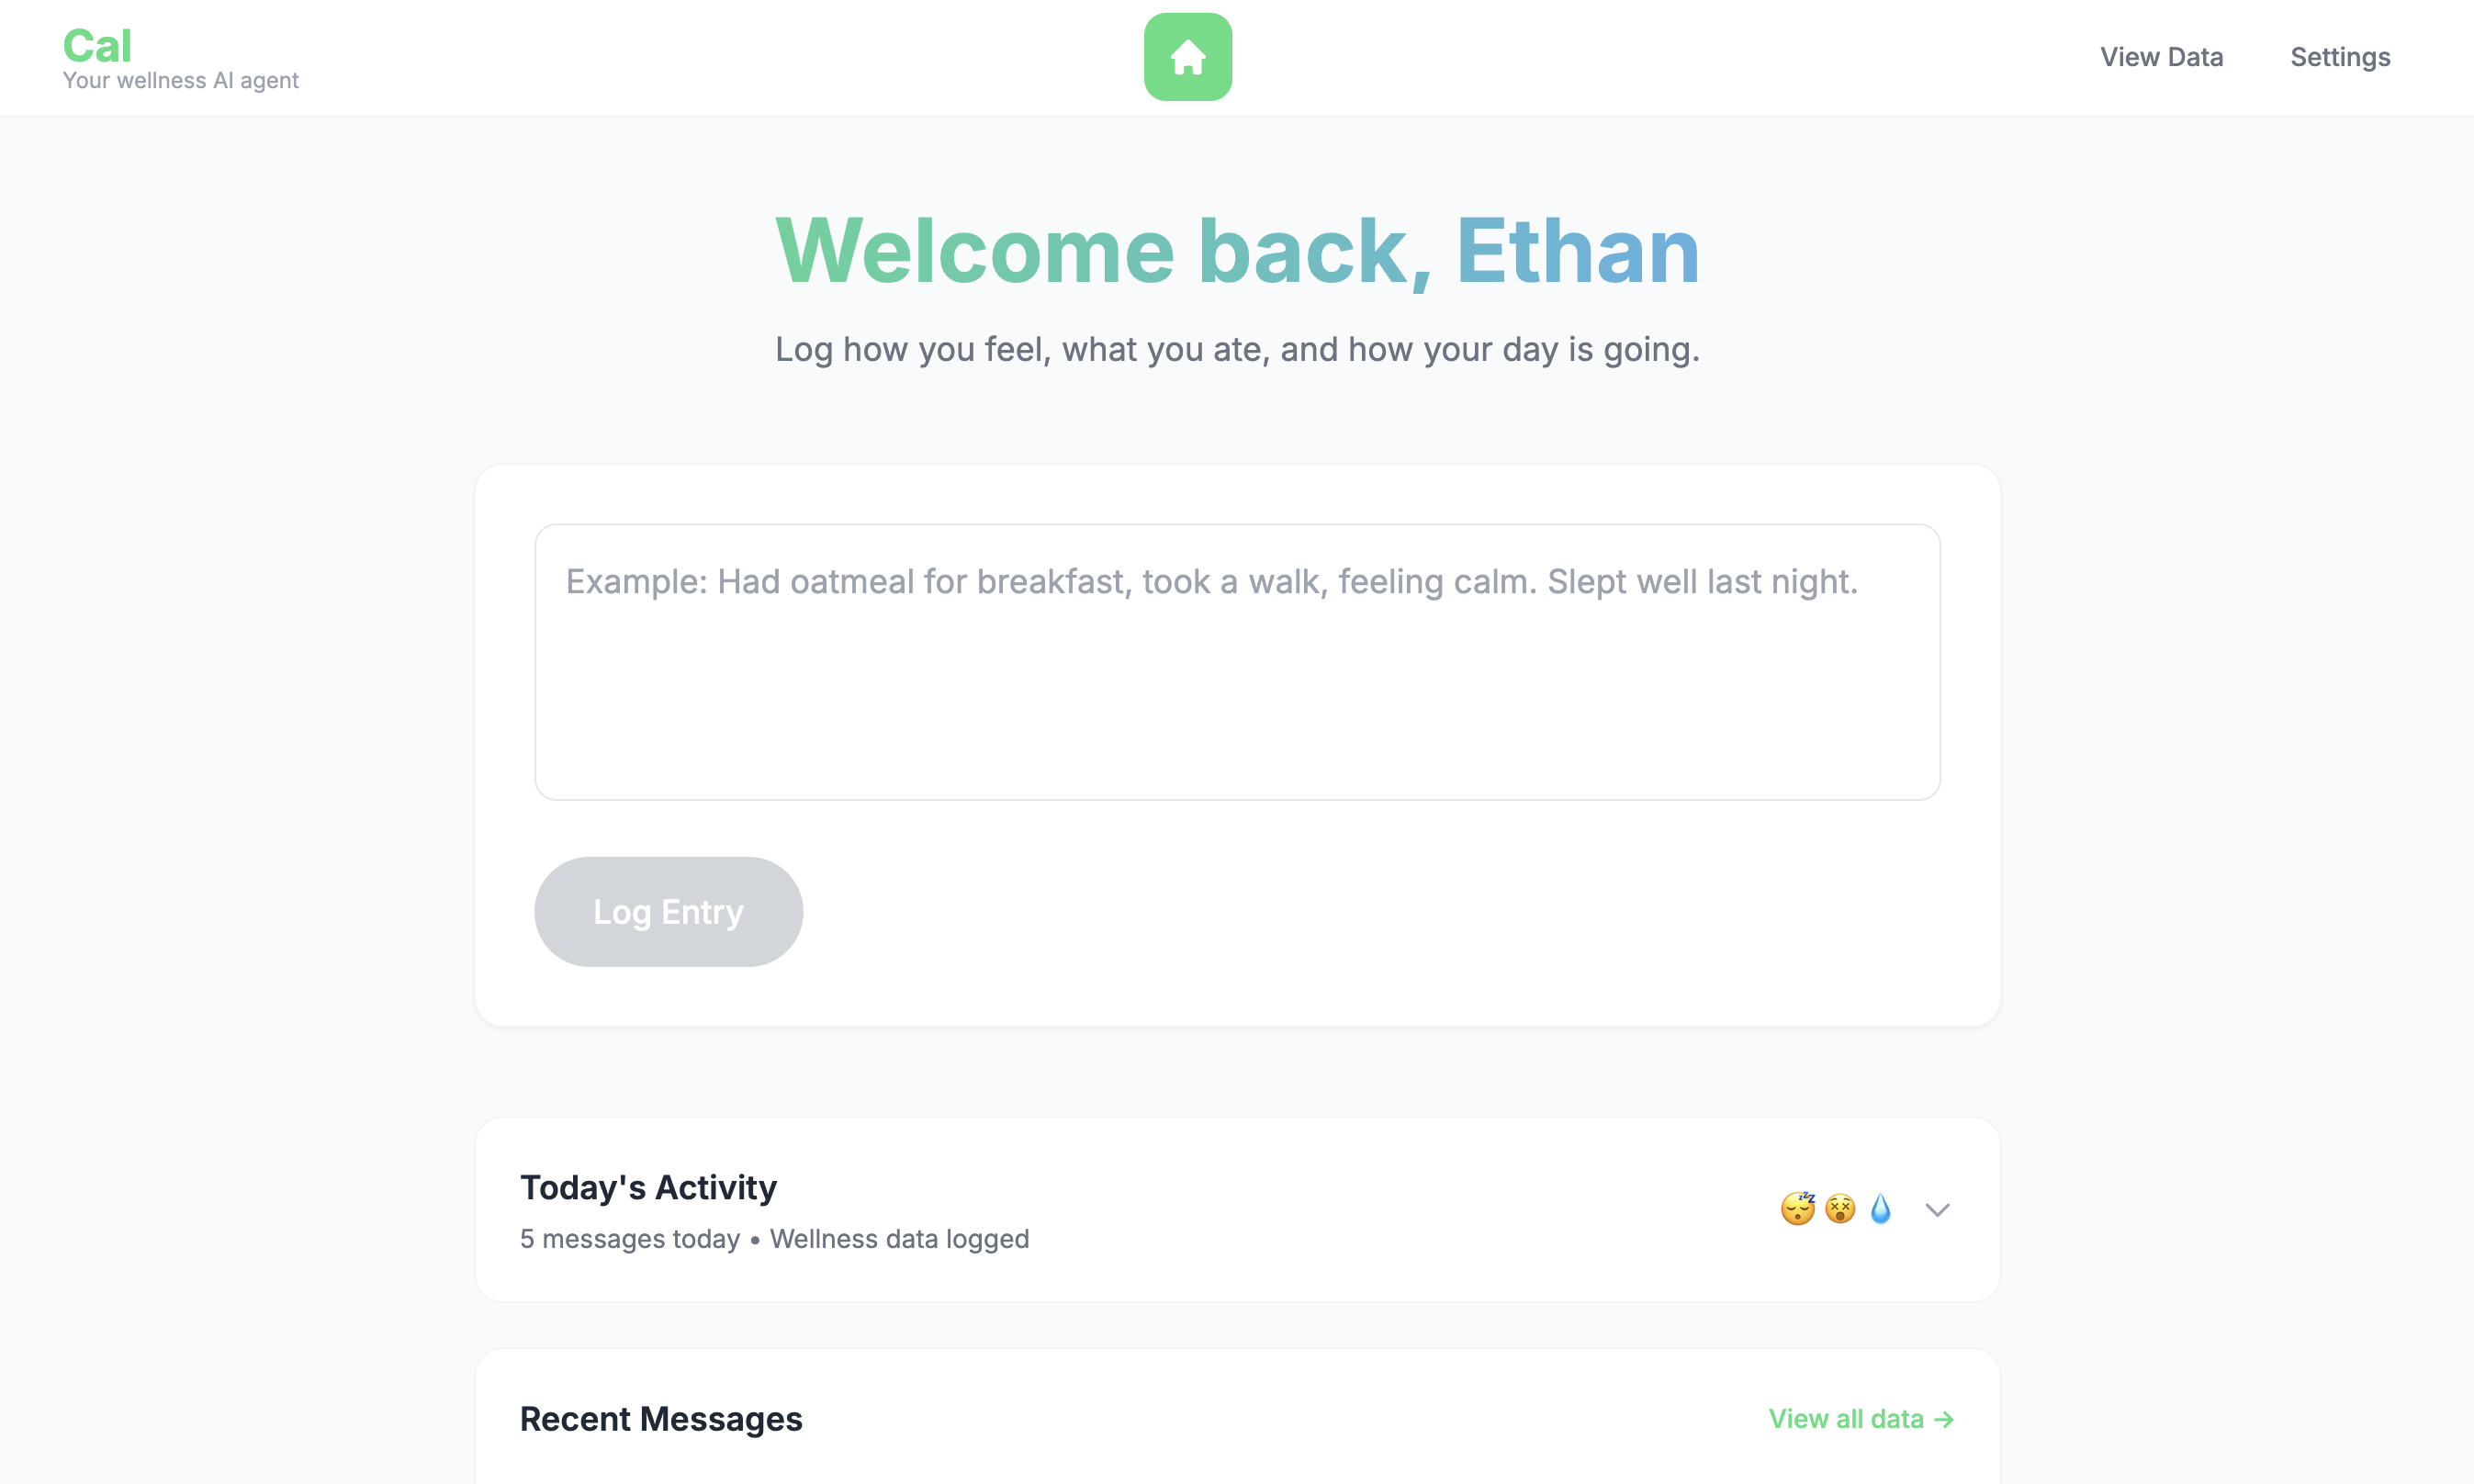 Cal
Your wellness AI agent
View Data
Settings
Welcome back, Ethan
Log how you feel, what you ate, and how your day is going.
Example: Had oatmeal for breakfast, took a walk, feeling calm. Slept well last night.
Log Entry
Today's Activity
5 messages today • Wellness data logged
Recent Messages
View all data →